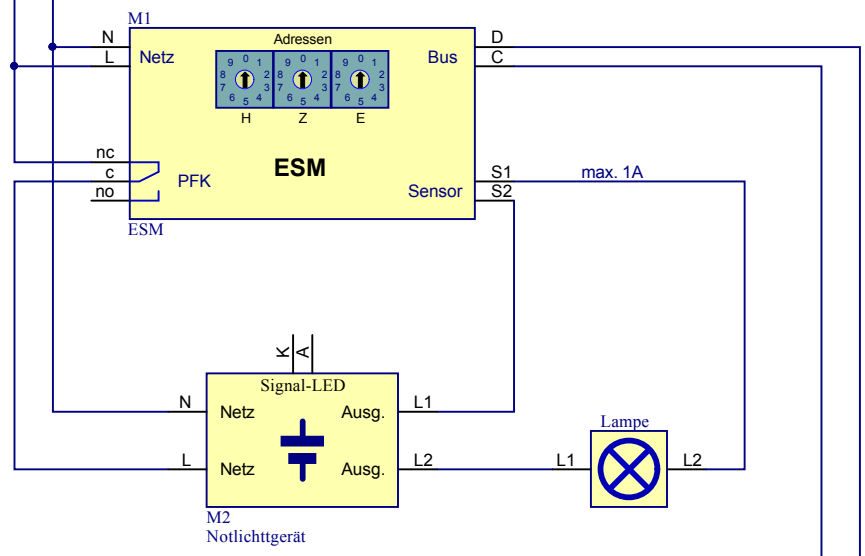 M1
N
L
Netz
Adressen
9 0 1
8 2
7 3
6 5 4
9 0 1
8 2
7 3
6 5 4
9 0 1
8 2
7 3
6 5 4
H Z E
Bus
D
C
nc
c
no
PFK
ESM
Sensor
S1
S2
max. 1A
ESM
K
A
Signal-LED
N
Netz
Ausg.
L1
L
Netz
Ausg.
L2
M2
Notlichttgerät
Lampe
L1
L2